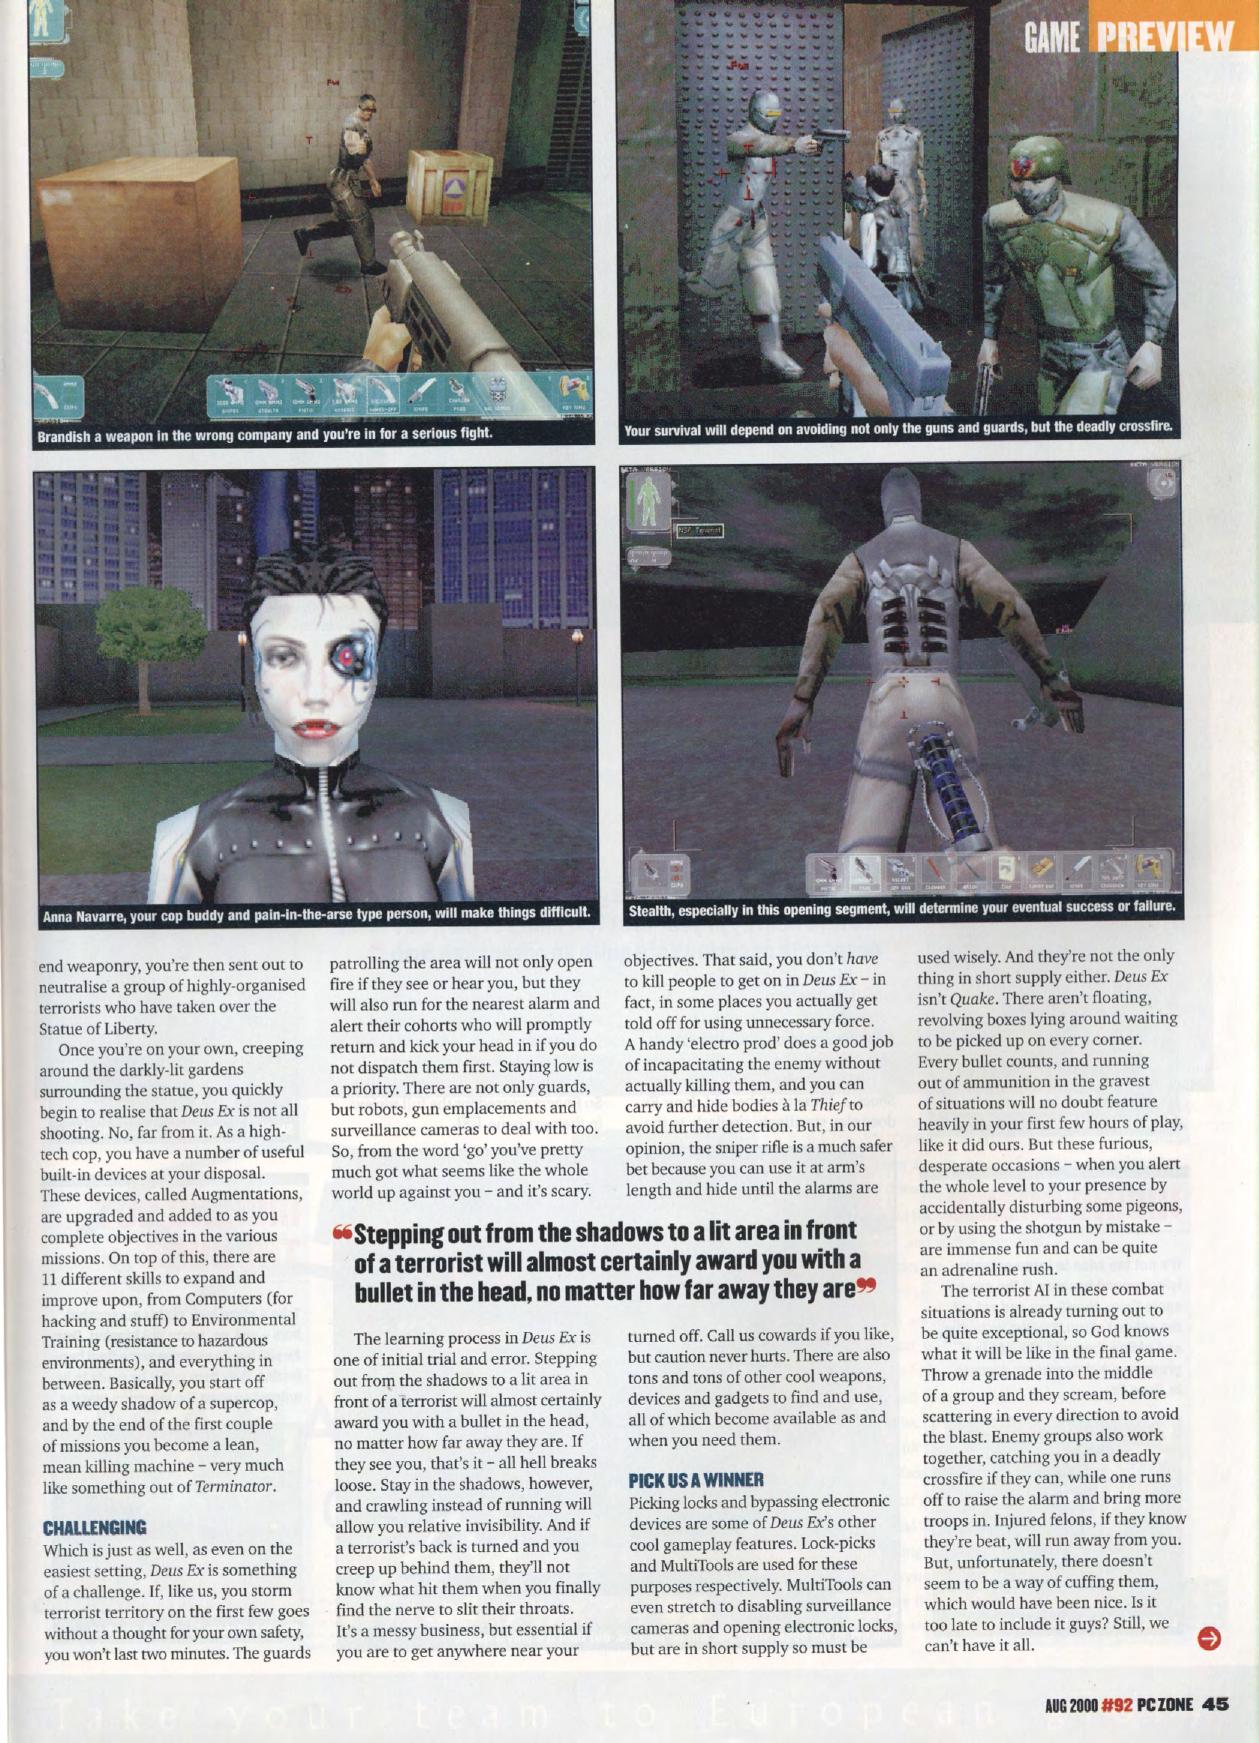 GAME PREVIEW
Brandish a weapon in the wrong company and you're in for a serious fight.
Your survival will depend on avoiding not only the guns and guards, but the deadly crossfire.
BETA VERSION
BETA VERSION
Anna Navarre, your cop buddy and pain-in-the-arse type person, will make things difficult.
Stealth, especially in this opening segment, will determine your eventual success or failure.
end weaponry, you're then sent out to
neutralise a group of highly-organised
terrorists who have taken over the
Statue of Liberty.
Once you're on your own, creeping
around the darkly-lit gardens
surrounding the statue, you quickly
begin to realise that Deus Ex is not all
shooting. No, far from it. As a high-
tech cop, you have a number of useful
built-in devices at your disposal.
These devices, called Augmentations,
are upgraded and added to as you
complete objectives in the various
missions. On top of this, there are
11 different skills to expand and
improve upon, from Computers (for
hacking and stuff) to Environmental
Training (resistance to hazardous
environments), and everything in
between. Basically, you start off
as a weedy shadow of a supercop,
and by the end of the first couple
of missions you become a lean,
mean killing machine – very much
like something out of Terminator.
CHALLENGING
Which is just as well, as even on the
easiest setting, Deus Ex is something
of a challenge. If, like us, you storm
terrorist territory on the first few goes
without a thought for your own safety,
you won't last two minutes. The guards
patrolling the area will not only open
fire if they see or hear you, but they
will also run for the nearest alarm and
alert their cohorts who will promptly
return and kick your head in if you do
not dispatch them first. Staying low is
a priority. There are not only guards,
but robots, gun emplacements and
surveillance cameras to deal with too.
So, from the word 'go' you've pretty
much got what seems like the whole
world up against you – and it's scary.
“Stepping out from the shadows to a lit area in front
of a terrorist will almost certainly award you with a
bullet in the head, no matter how far away they are”
The learning process in Deus Ex is
one of initial trial and error. Stepping
out from the shadows to a lit area in
front of a terrorist will almost certainly
award you with a bullet in the head,
no matter how far away they are. If
they see you, that's it – all hell breaks
loose. Stay in the shadows, however,
and crawling instead of running will
allow you relative invisibility. And if
a terrorist's back is turned and you
creep up behind them, they'll not
know what hit them when you finally
find the nerve to slit their throats.
It's a messy business, but essential if
you are to get anywhere near your
objectives. That said, you don't have
to kill people to get on in Deus Ex – in
fact, in some places you actually get
told off for using unnecessary force.
A handy 'electro prod' does a good job
of incapacitating the enemy without
actually killing them, and you can
carry and hide bodies à la Thief to
avoid further detection. But, in our
opinion, the sniper rifle is a much safer
bet because you can use it at arm's
length and hide until the alarms are
turned off. Call us cowards if you like,
but caution never hurts. There are also
tons and tons of other cool weapons,
devices and gadgets to find and use,
all of which become available as and
when you need them.
PICK US A WINNER
Picking locks and bypassing electronic
devices are some of Deus Ex's other
cool gameplay features. Lock-picks
and MultiTools are used for these
purposes respectively. MultiTools can
even stretch to disabling surveillance
cameras and opening electronic locks,
but are in short supply so must be
used wisely. And they're not the only
thing in short supply either. Deus Ex
isn't Quake. There aren't floating,
revolving boxes lying around waiting
to be picked up on every corner.
Every bullet counts, and running
out of ammunition in the gravest
of situations will no doubt feature
heavily in your first few hours of play,
like it did ours. But these furious,
desperate occasions – when you alert
the whole level to your presence by
accidentally disturbing some pigeons,
or by using the shotgun by mistake –
are immense fun and can be quite
an adrenaline rush.
The terrorist AI in these combat
situations is already turning out to
be quite exceptional, so God knows
what it will be like in the final game.
Throw a grenade into the middle
of a group and they scream, before
scattering in every direction to avoid
the blast. Enemy groups also work
together, catching you in a deadly
crossfire if they can, while one runs
off to raise the alarm and bring more
troops in. Injured felons, if they know
they're beat, will run away from you.
But, unfortunately, there doesn't
seem to be a way of cuffing them,
which would have been nice. Is it
too late to include it guys? Still, we
can't have it all.
Take your team to European
AUG 2000 #92 PC ZONE 45